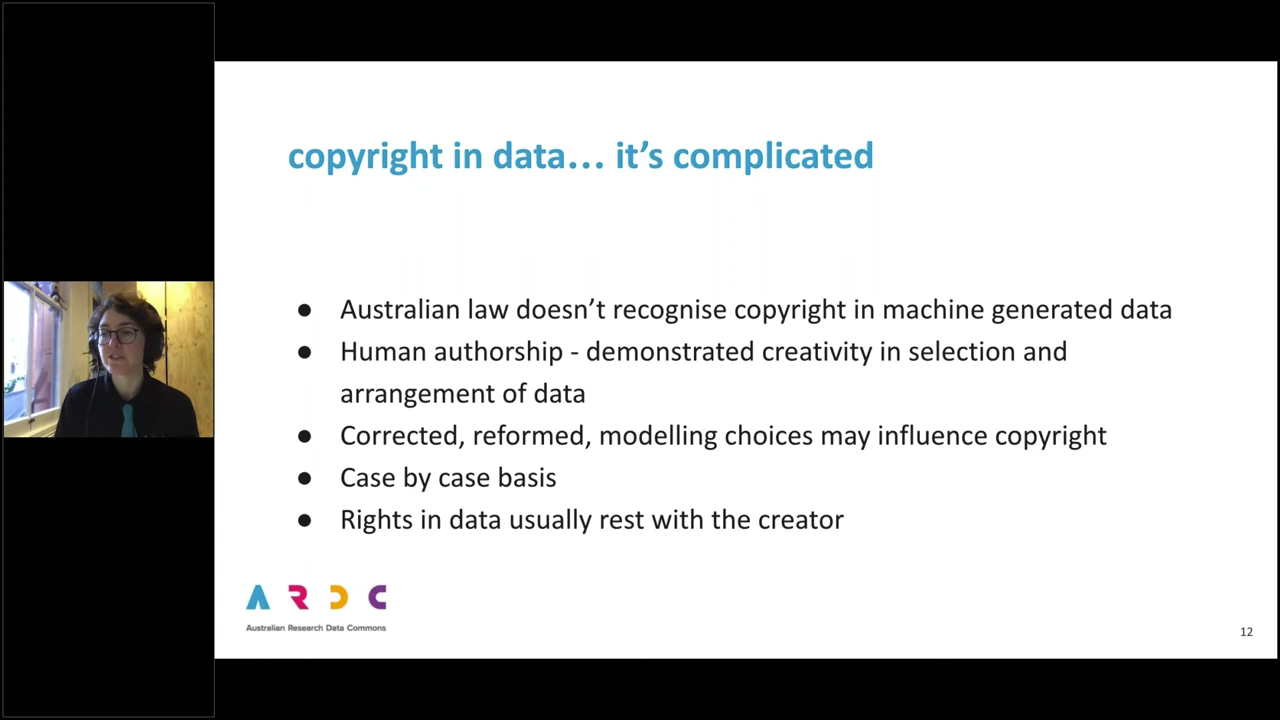 copyright in data... it's complicated
● Australian law doesn't recognise copyright in machine generated data
● Human authorship - demonstrated creativity in selection and
arrangement of data
● Corrected, reformed, modelling choices may influence copyright
● Case by case basis
● Rights in data usually rest with the creator
ARDC
Australian Research Data Commons
12